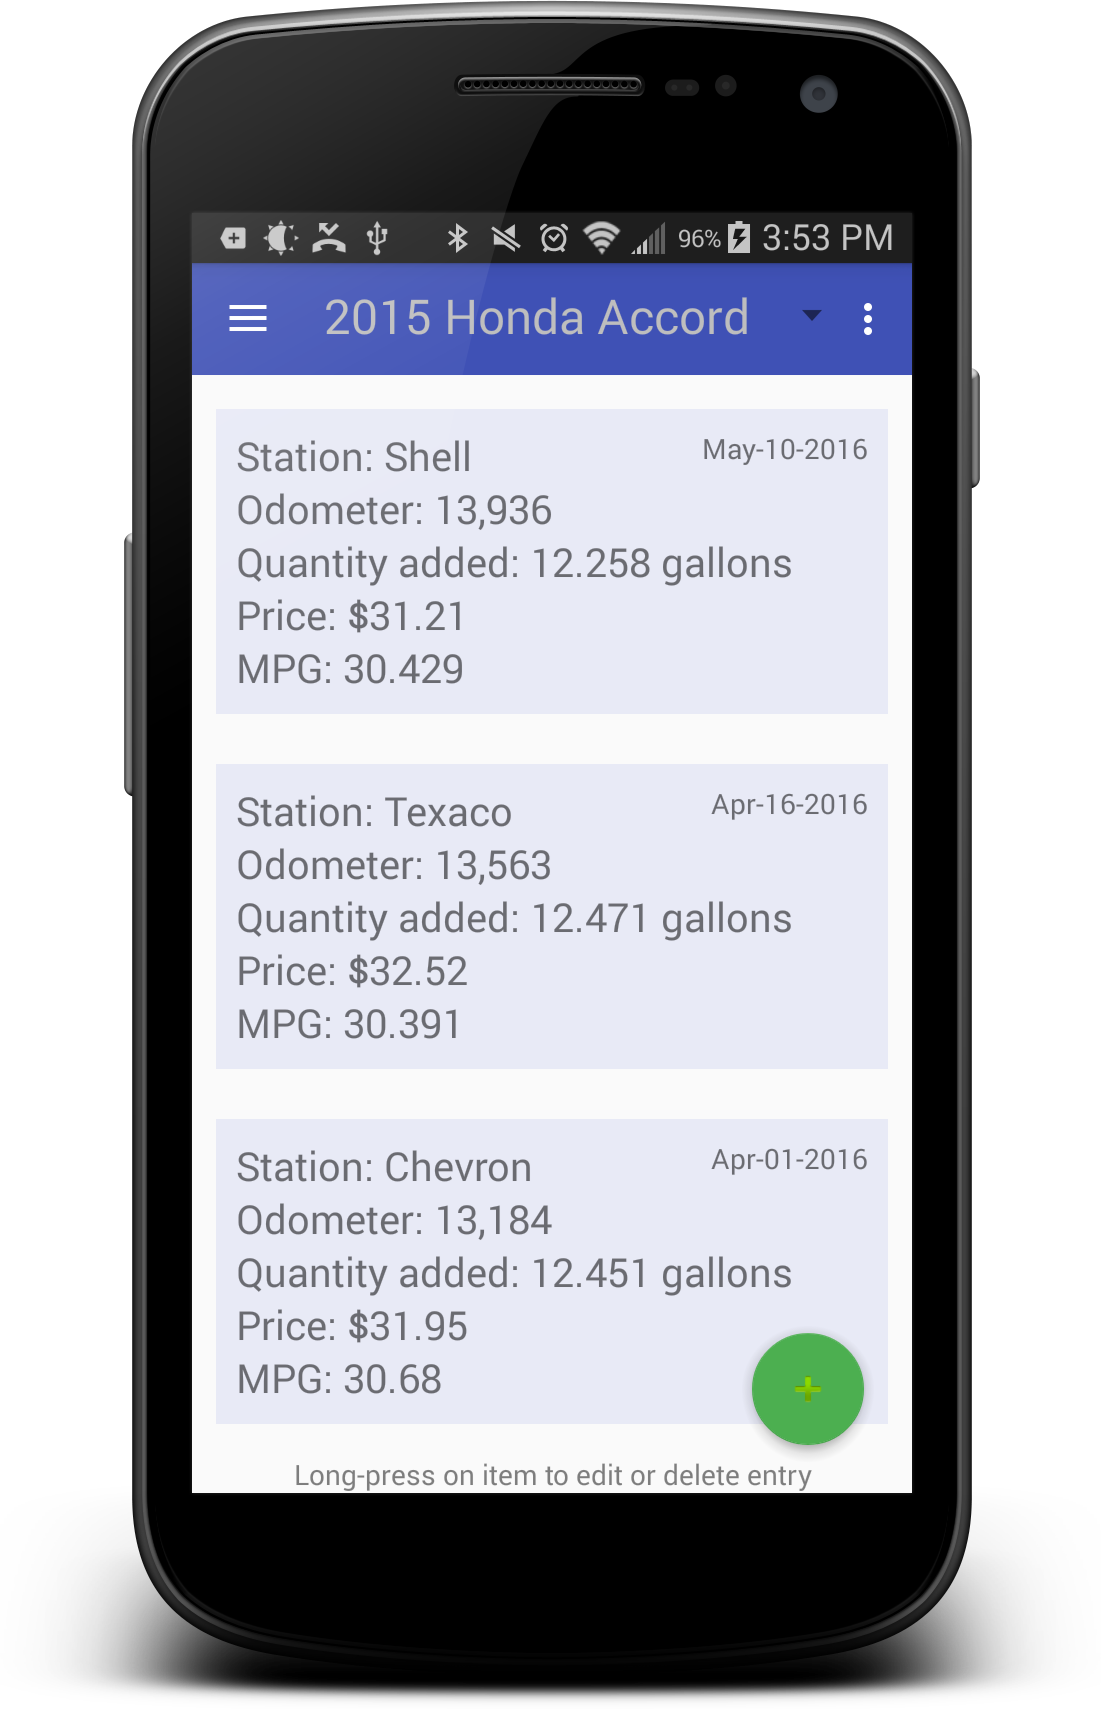 96% 3:53 PM
2015 Honda Accord
Station: Shell May-10-2016
Odometer: 13,936
Quantity added: 12.258 gallons
Price: $31.21
MPG: 30.429
Station: Texaco Apr-16-2016
Odometer: 13,563
Quantity added: 12.471 gallons
Price: $32.52
MPG: 30.391
Station: Chevron Apr-01-2016
Odometer: 13,184
Quantity added: 12.451 gallons
Price: $31.95
MPG: 30.68
Long-press on item to edit or delete entry